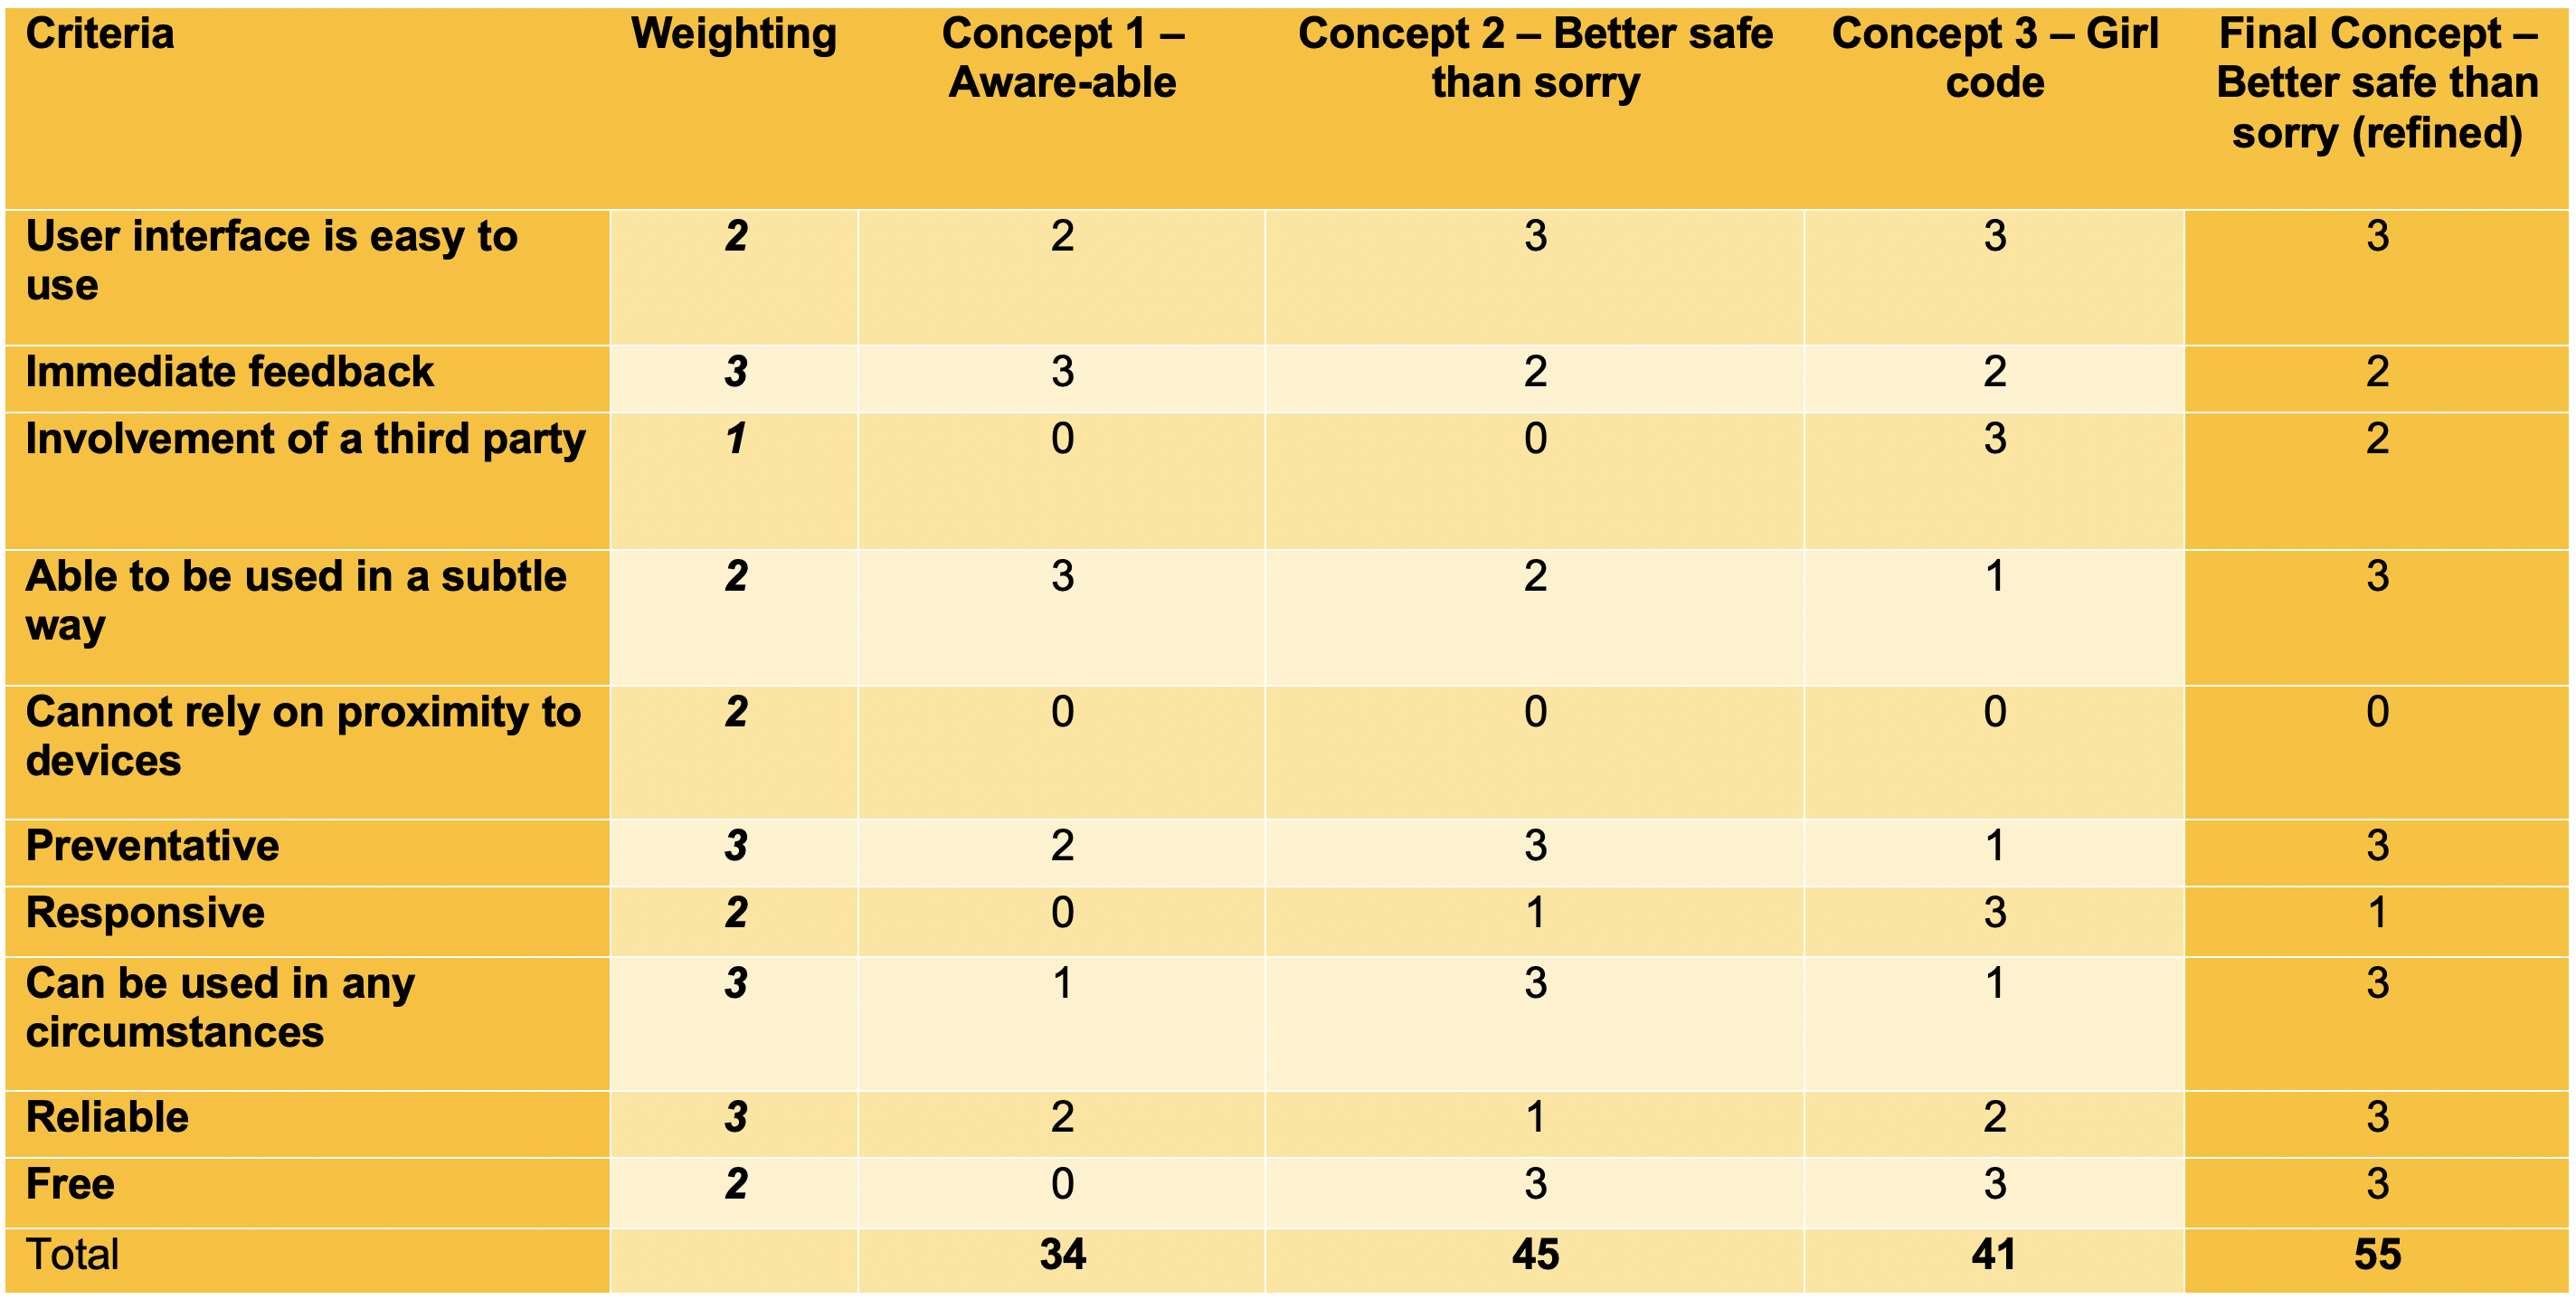 Criteria Weighting Concept 1 – Concept 2 – Better safe Concept 3 – Girl Final Concept –
Aware-able than sorry code Better safe than
sorry (refined)
User interface is easy to 2 2 3 3 3
use
Immediate feedback 3 3 2 2 2
Involvement of a third party 1 0 0 3 2
Able to be used in a subtle 2 3 2 1 3
way
Cannot rely on proximity to 2 0 0 0 0
devices
Preventative 3 2 3 1 3
Responsive 2 0 1 3 1
Can be used in any 3 1 3 1 3
circumstances
Reliable 3 2 1 2 3
Free 2 0 3 3 3
Total 34 45 41 55